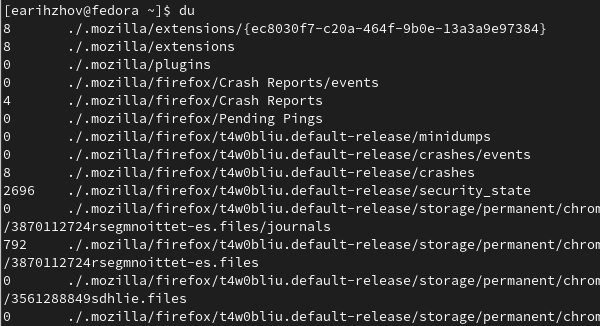 [earihzhov@fedora ~]$ du
8       ./.mozilla/extensions/{ec8030f7-c20a-464f-9b0e-13a3a9e97384}
8       ./.mozilla/extensions
0       ./.mozilla/plugins
0       ./.mozilla/firefox/Crash Reports/events
4       ./.mozilla/firefox/Crash Reports
0       ./.mozilla/firefox/Pending Pings
0       ./.mozilla/firefox/t4w0bliu.default-release/minidumps
0       ./.mozilla/firefox/t4w0bliu.default-release/crashes/events
8       ./.mozilla/firefox/t4w0bliu.default-release/crashes
2696    ./.mozilla/firefox/t4w0bliu.default-release/security_state
0       ./.mozilla/firefox/t4w0bliu.default-release/storage/permanent/chrom
/3870112724rsegmnoittet-es.files/journals
792     ./.mozilla/firefox/t4w0bliu.default-release/storage/permanent/chrom
/3870112724rsegmnoittet-es.files
0       ./.mozilla/firefox/t4w0bliu.default-release/storage/permanent/chrom
/3561288849sdhlie.files
0       ./.mozilla/firefox/t4w0bliu.default-release/storage/permanent/chrom